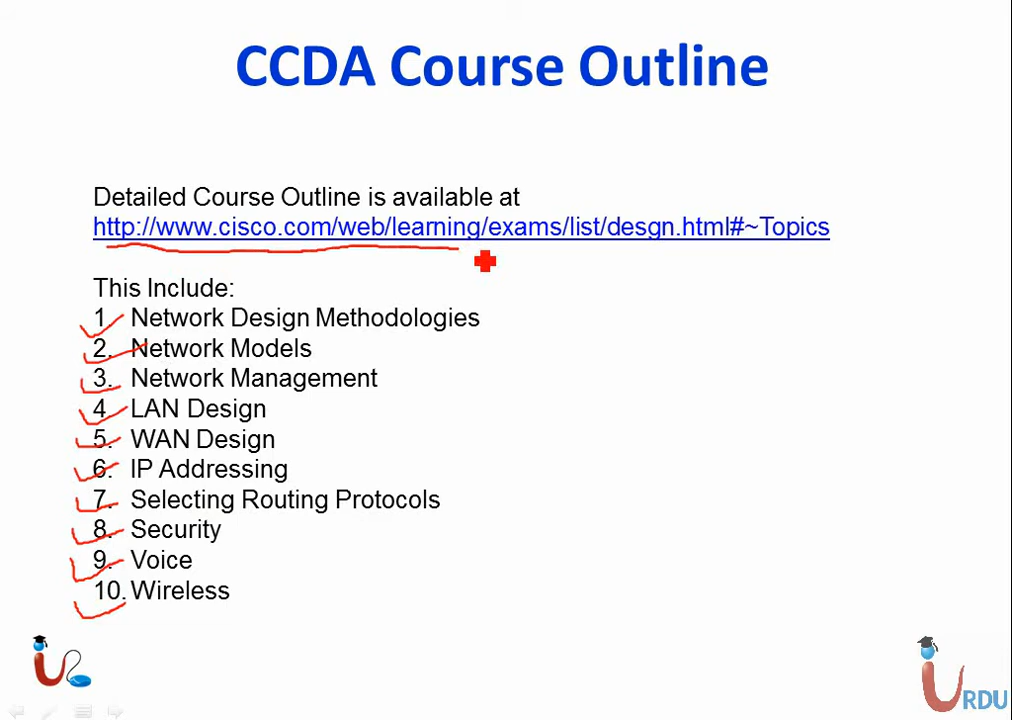 CCDA Course Outline
Detailed Course Outline is available at
http://www.cisco.com/web/learning/exams/list/desgn.html#~Topics
This Include:
1. Network Design Methodologies
2. Network Models
3. Network Management
4. LAN Design
5. WAN Design
6. IP Addressing
7. Selecting Routing Protocols
8. Security
9. Voice
10. Wireless
URDU